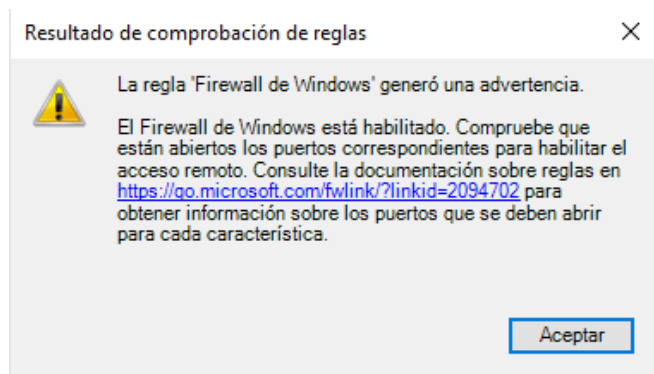 Resultado de comprobación de reglas
La regla 'Firewall de Windows' generó una advertencia.
El Firewall de Windows está habilitado. Compruebe que
están abiertos los puertos correspondientes para habilitar el
acceso remoto. Consulte la documentación sobre reglas en
https://go.microsoft.com/fwlink/?linkid=2094702 para
obtener información sobre los puertos que se deben abrir
para cada característica.
Aceptar